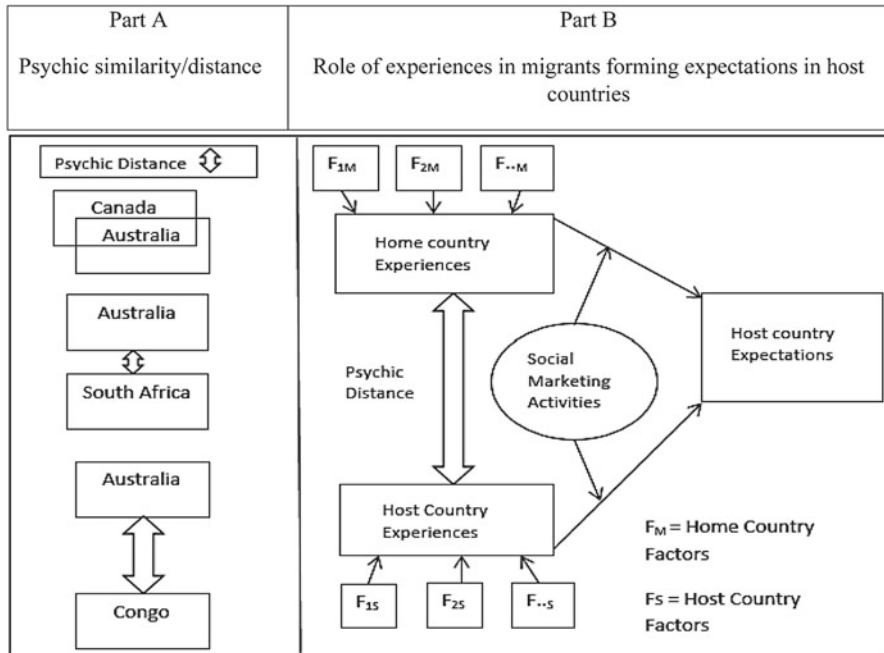 Part A
Psychic similarity/distance
Part B
Role of experiences in migrants forming expectations in host
countries
Psychic Distance
Canada
Australia
Australia
South Africa
Australia
Congo
F1M
F2M
F··M
Home country
Experiences
Psychic
Distance
Social
Marketing
Activities
Host country
Expectations
Host Country
Experiences
F1S
F2S
F··S
FM = Home Country
Factors
Fs = Host Country
Factors